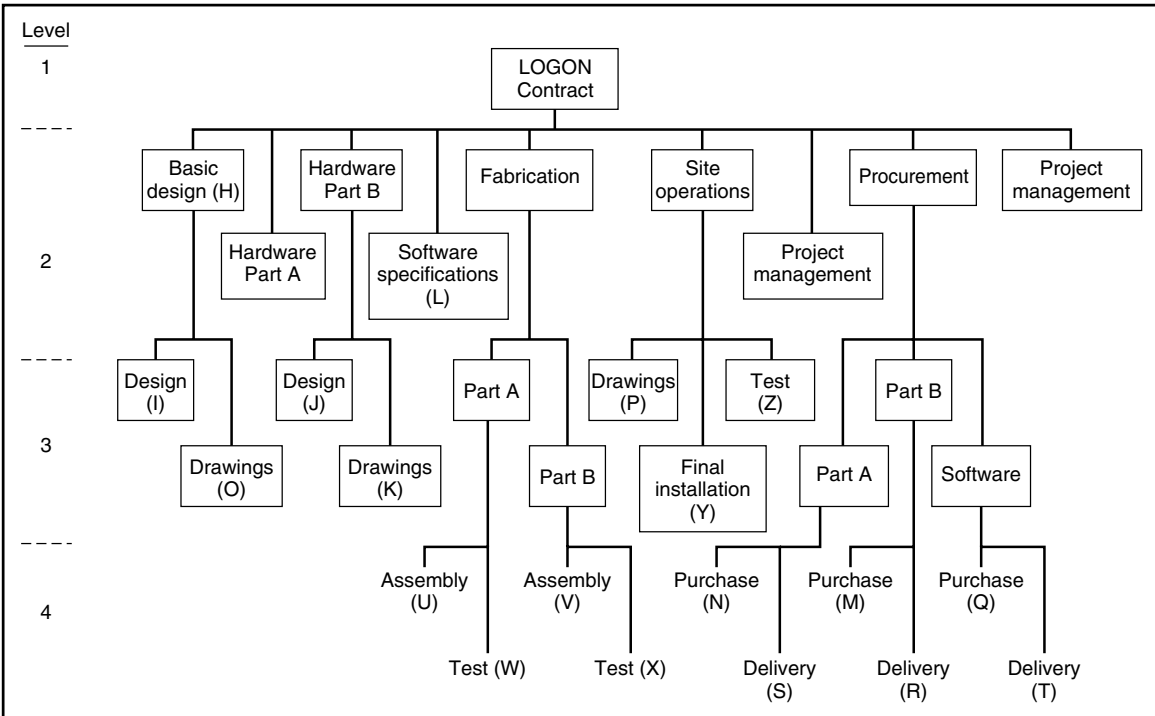 Level
1
LOGON
Contract
Basic
design (H)
Hardware
Part B
Fabrication
Site
operations
Procurement
Project
management
2
Hardware
Part A
Software
specifications
(L)
Project
management
Design
(I)
Design
(J)
Part A
Drawings
(P)
Test
(Z)
Part B
3
Drawings
(O)
Drawings
(K)
Part B
Final
installation
(Y)
Part A
Software
4
Assembly
(U)
Assembly
(V)
Purchase
(N)
Purchase
(M)
Purchase
(Q)
Test (W)
Test (X)
Delivery
(S)
Delivery
(R)
Delivery
(T)